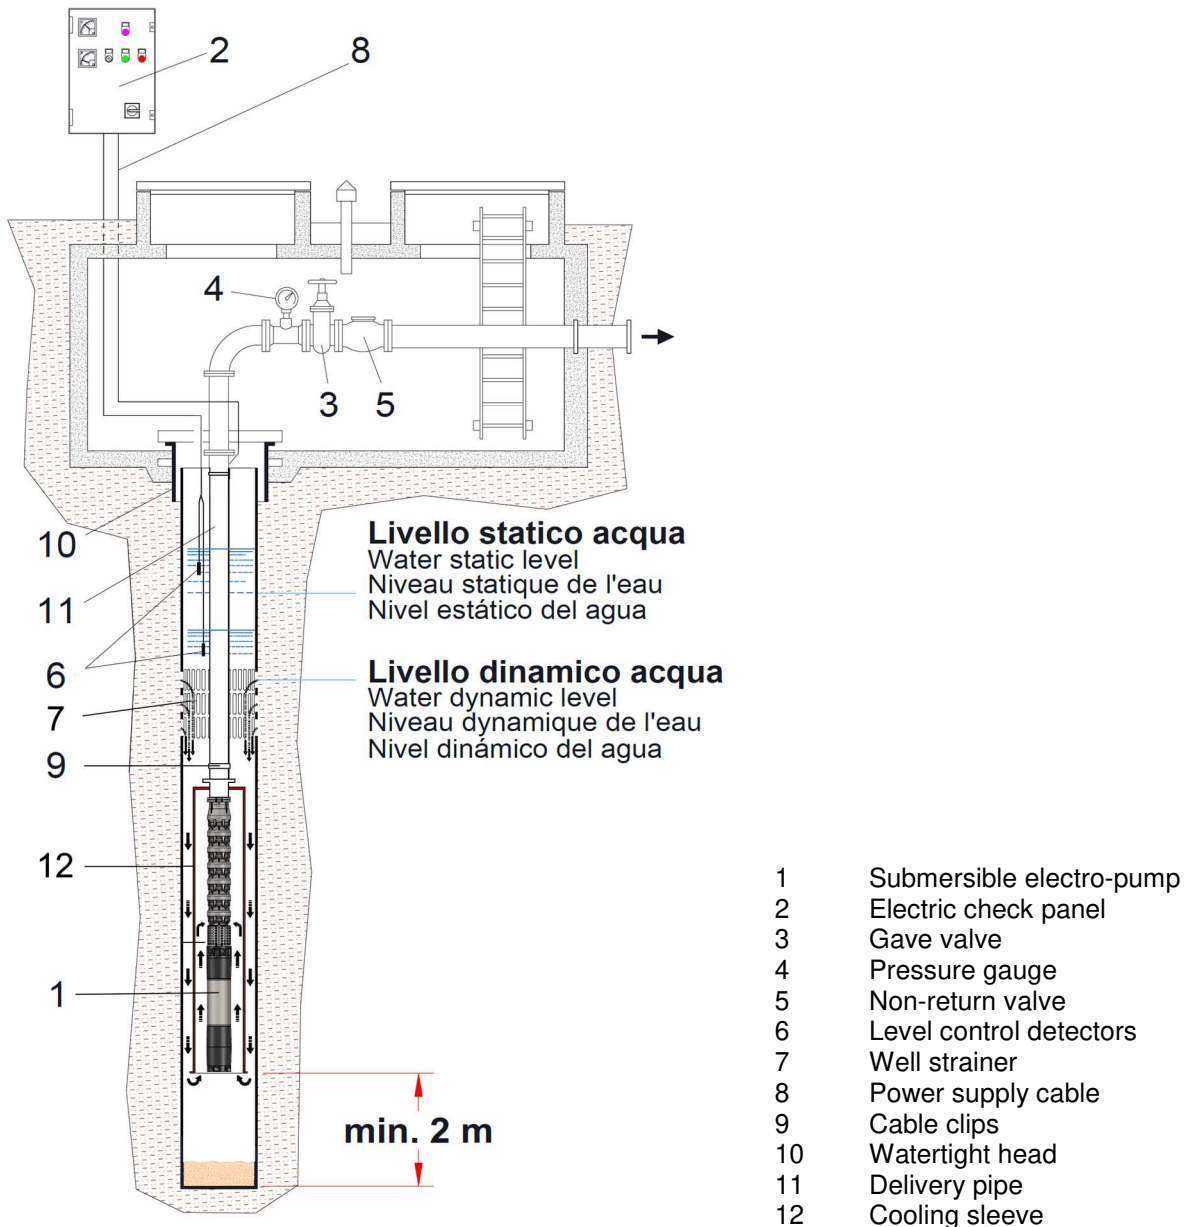 2
8
4
3
5
10
11
6
7
9
12
1
Livello statico acqua
Water static level
Niveau statique de l'eau
Nivel estático del agua
Livello dinamico acqua
Water dynamic level
Niveau dynamique de l'eau
Nivel dinámico del agua
min. 2 m
1 Submersible electro-pump
2 Electric check panel
3 Gave valve
4 Pressure gauge
5 Non-return valve
6 Level control detectors
7 Well strainer
8 Power supply cable
9 Cable clips
10 Watertight head
11 Delivery pipe
12 Cooling sleeve